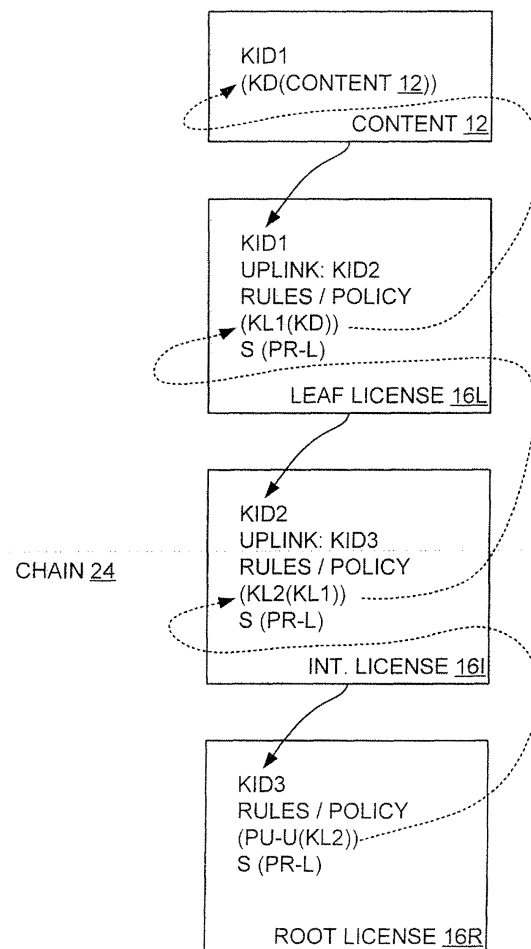 KID1
(KD(CONTENT 12))
CONTENT 12
KID1
UPLINK: KID2
RULES / POLICY
(KL1(KD))
S (PR-L)
LEAF LICENSE 16L
KID2
UPLINK: KID3
RULES / POLICY
CHAIN 24
(KL2(KL1))
S (PR-L)
INT. LICENSE 16I
KID3
RULES / POLICY
(PU-U(KL2))
S (PR-L)
ROOT LICENSE 16R